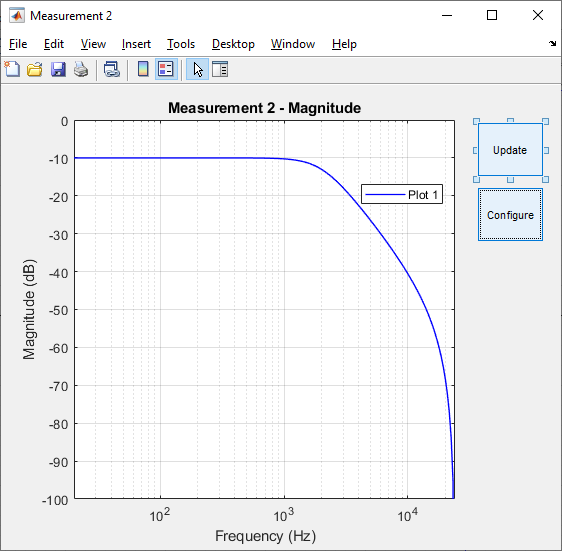 Measurement 2
File Edit View Insert Tools Desktop Window Help
Measurement 2 - Magnitude
0
-10
-20
-30
-40
-50
-60
-70
-80
-90
-100
Magnitude (dB)
Plot 1
10^2 10^3 10^4
Frequency (Hz)
Update
Configure